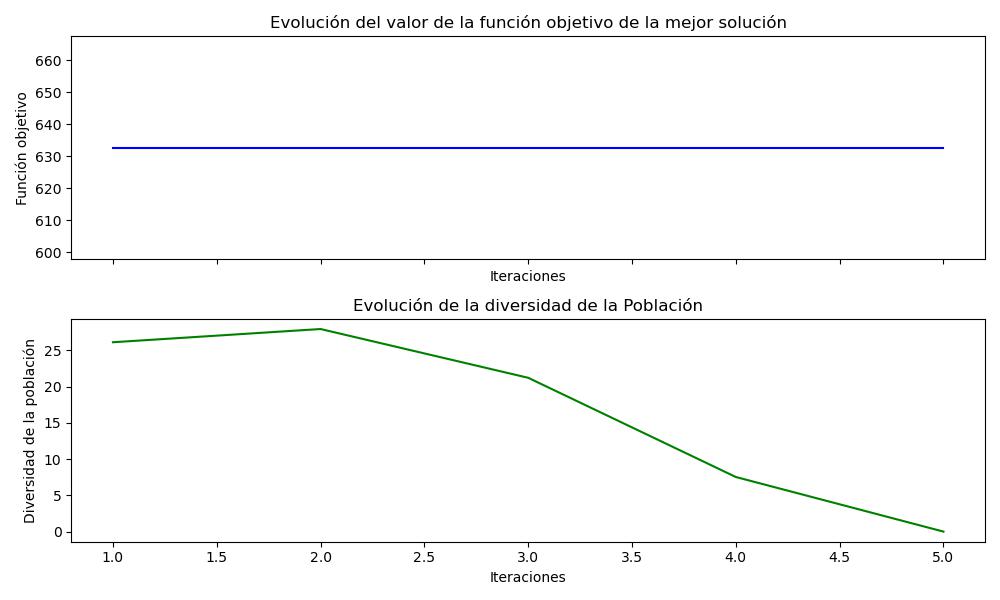 Evolución del valor de la función objetivo de la mejor solución
Función objetivo
660
650
640
630
620
610
600
Iteraciones
Evolución de la diversidad de la Población
Diversidad de la población
25
20
15
10
5
0
1.0 1.5 2.0 2.5 3.0 3.5 4.0 4.5 5.0
Iteraciones